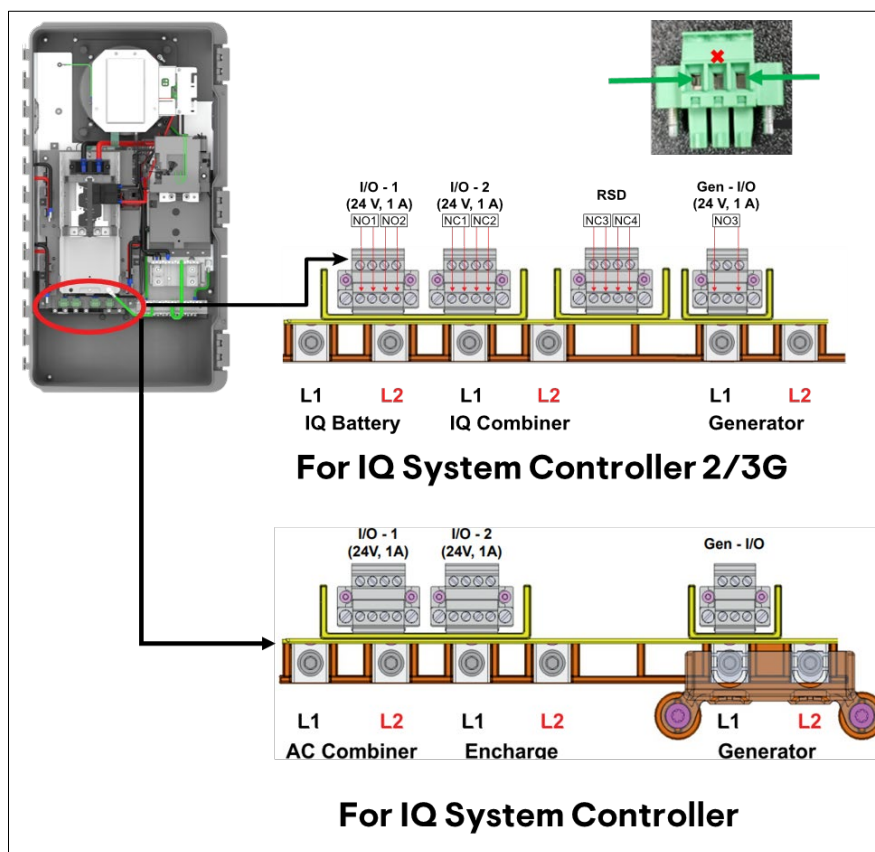 I/O - 1
(24 V, 1 A)
NO1 NO2
I/O - 2
(24 V, 1 A)
NC1 NC2
RSD
NC3 NC4
Gen - I/O
(24 V, 1 A)
NO3
L1 L2 L1 L2 L1 L2
IQ Battery IQ Combiner Generator
For IQ System Controller 2/3G
I/O - 1
(24V, 1A)
I/O - 2
(24V, 1A)
Gen - I/O
L1 L2 L1 L2 L1 L2
AC Combiner Encharge Generator
For IQ System Controller